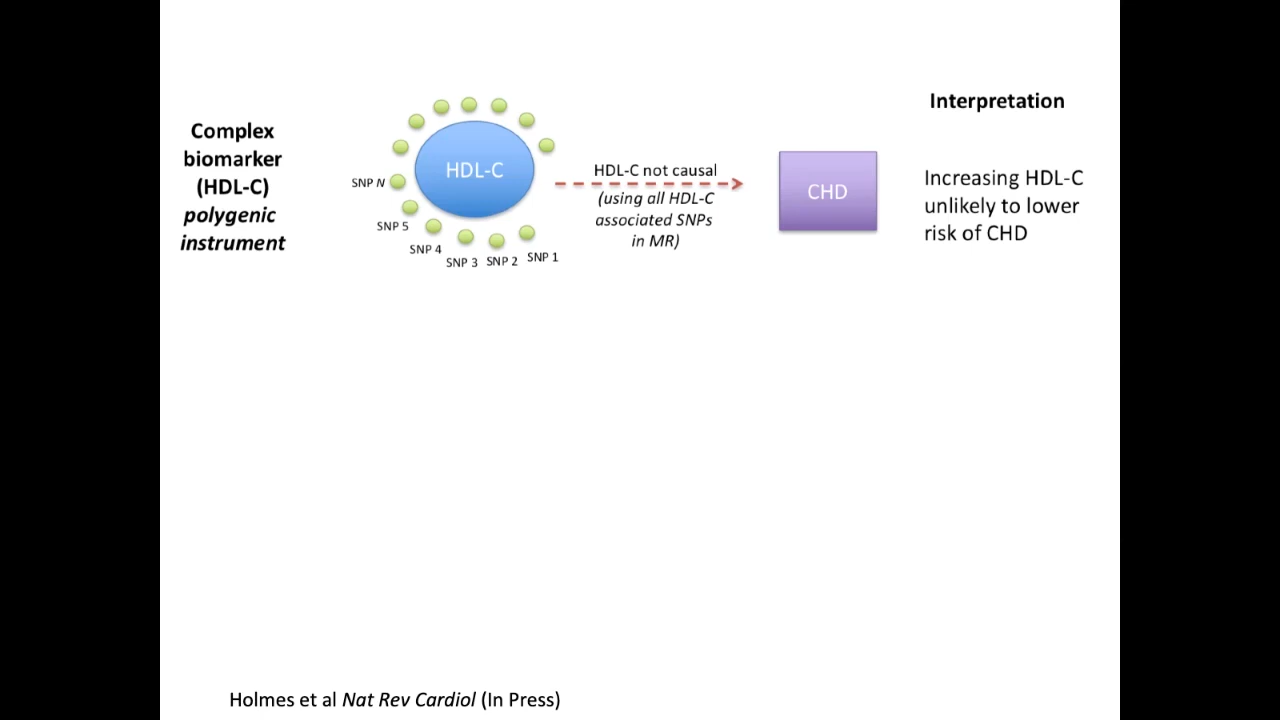 Complex
biomarker
(HDL-C)
polygenic
instrument
HDL-C
SNP N
SNP 5
SNP 4
SNP 3
SNP 2
SNP 1
HDL-C not causal
(using all HDL-C
associated SNPs
in MR)
CHD
Interpretation
Increasing HDL-C
unlikely to lower
risk of CHD
Holmes et al Nat Rev Cardiol (In Press)